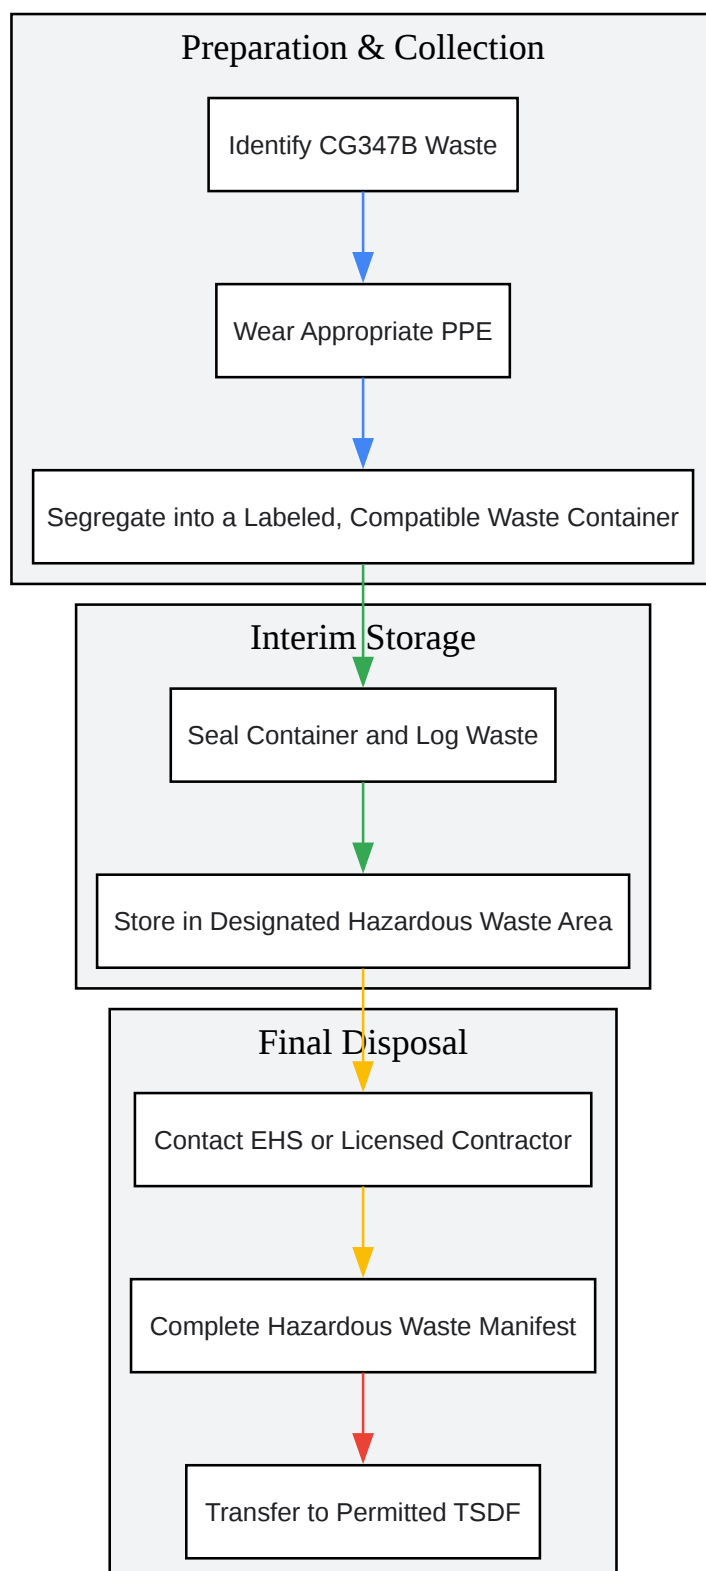 Preparation & Collection
Identify CG347B Waste
Wear Appropriate PPE
Segregate into a Labeled, Compatible Waste Container
Interim Storage
Seal Container and Log Waste
Store in Designated Hazardous Waste Area
Final Disposal
Contact EHS or Licensed Contractor
Complete Hazardous Waste Manifest
Transfer to Permitted TSDF